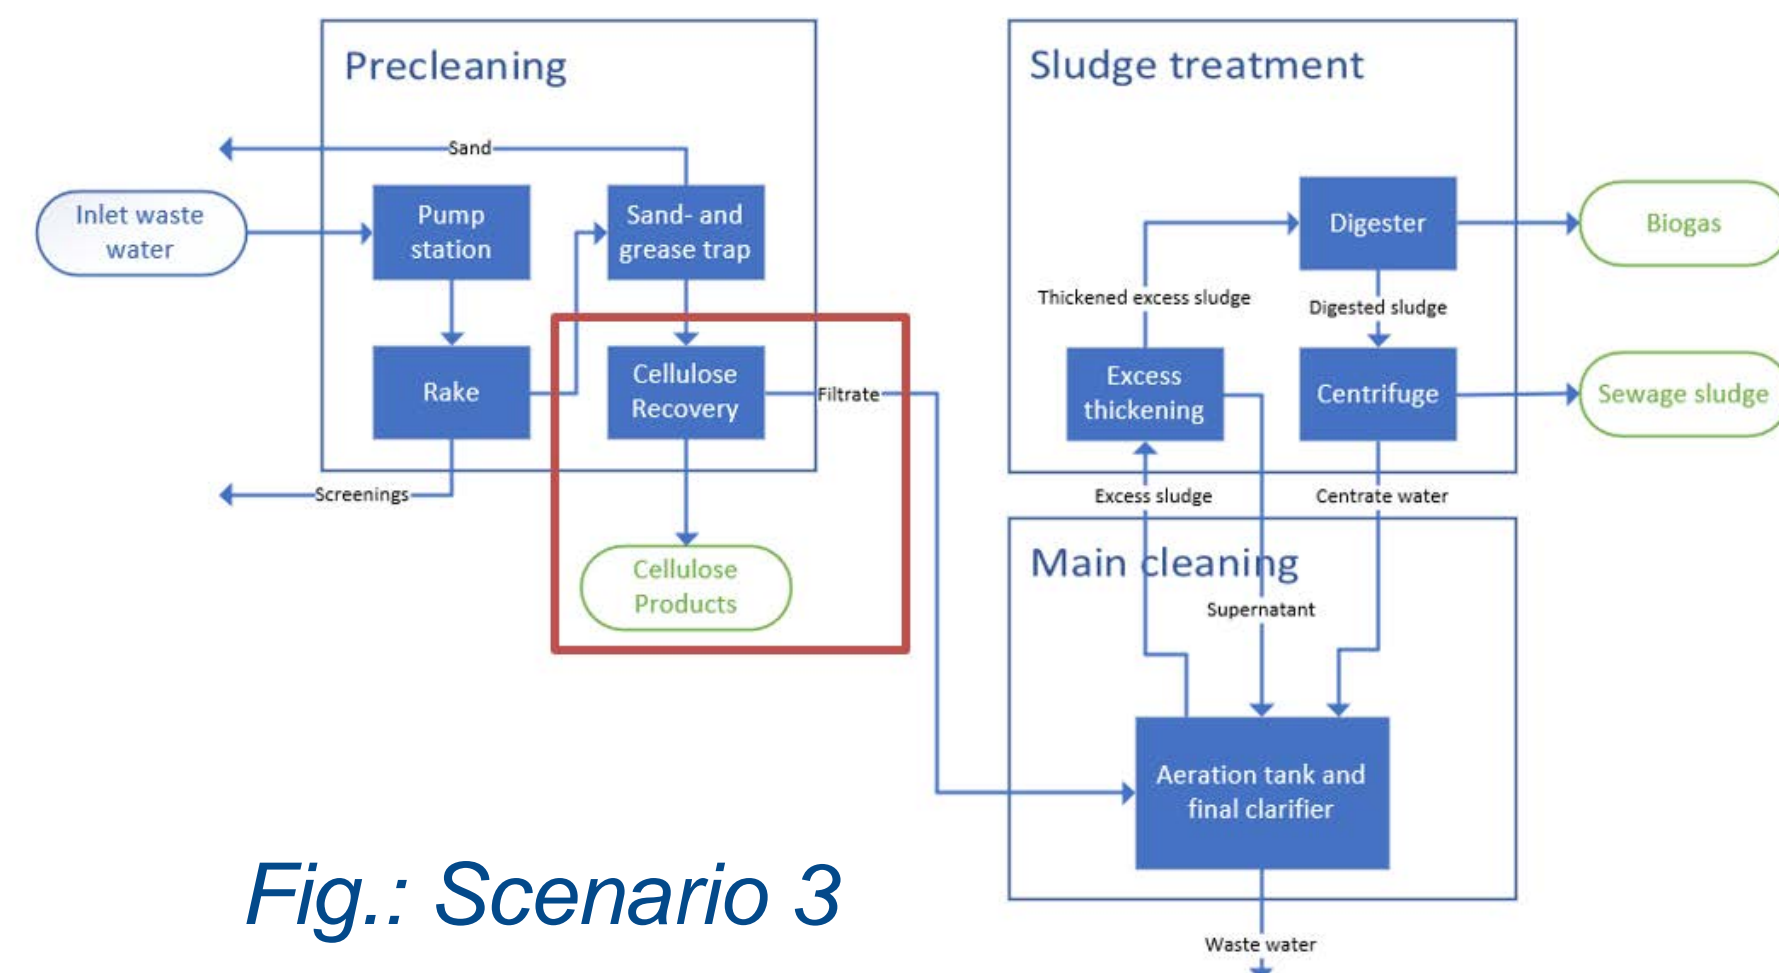 Precleaning
Sand
Inlet waste
water
Pump
station
Sand- and
grease trap
Rake
Cellulose
Recovery
Filtrate
Screenings
Cellulose
Products
Sludge treatment
Digester
Biogas
Thickened excess sludge
Digested sludge
Excess
thickening
Centrifuge
Sewage sludge
Excess sludge
Centrate water
Main cleaning
Supernatant
Aeration tank and
final clarifier
Waste water
Fig.: Scenario 3